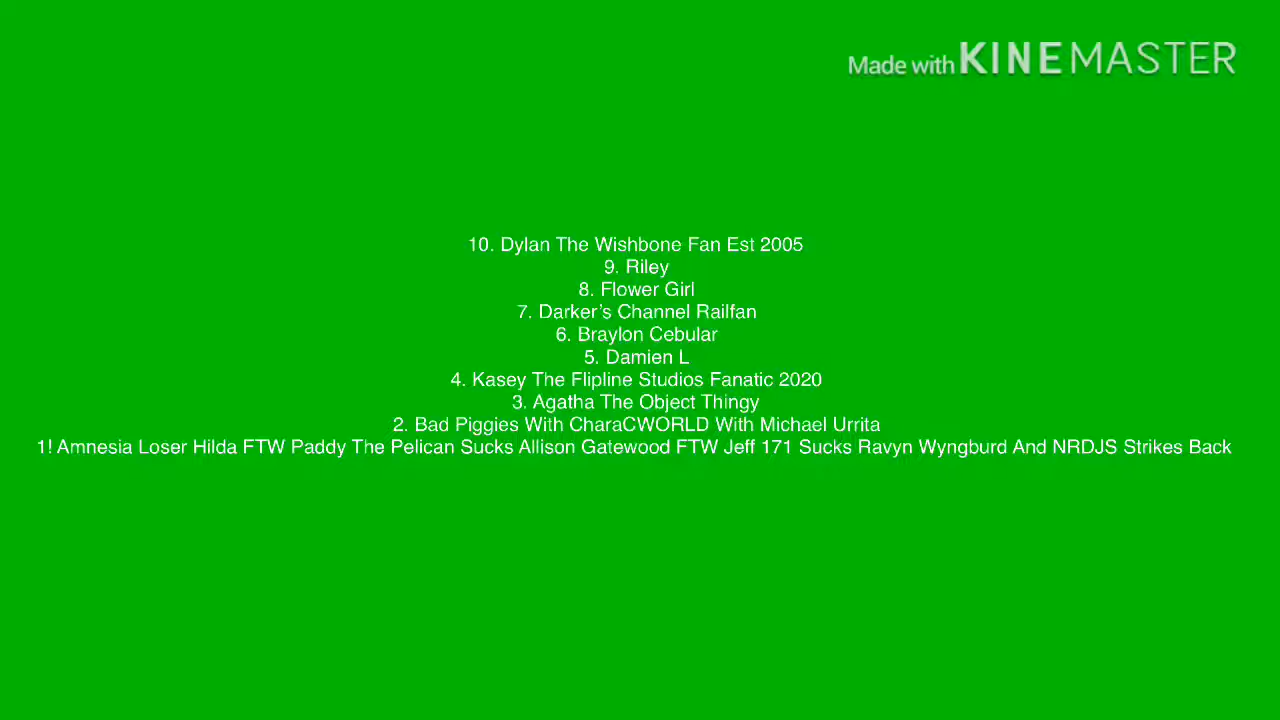 Made with KINEMASTER
10. Dylan The Wishbone Fan Est 2005
9. Riley
8. Flower Girl
7. Darker’s Channel Railfan
6. Braylon Cebular
5. Damien L
4. Kasey The Flipline Studios Fanatic 2020
3. Agatha The Object Thingy
2. Bad Piggies With CharaCWORLD With Michael Urrita
1! Amnesia Loser Hilda FTW Paddy The Pelican Sucks Allison Gatewood FTW Jeff 171 Sucks Ravyn Wyngburd And NRDJS Strikes Back